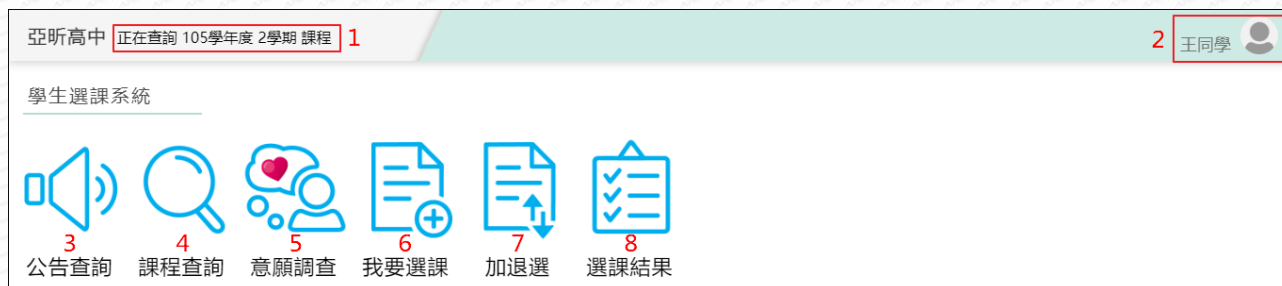 亞昕高中 正在查詢 105學年度 2學期 課程 1 2 王同學
學生選課系統
3 4 5 6 7 8
公告查詢 課程查詢 意願調查 我要選課 加退選 選課結果